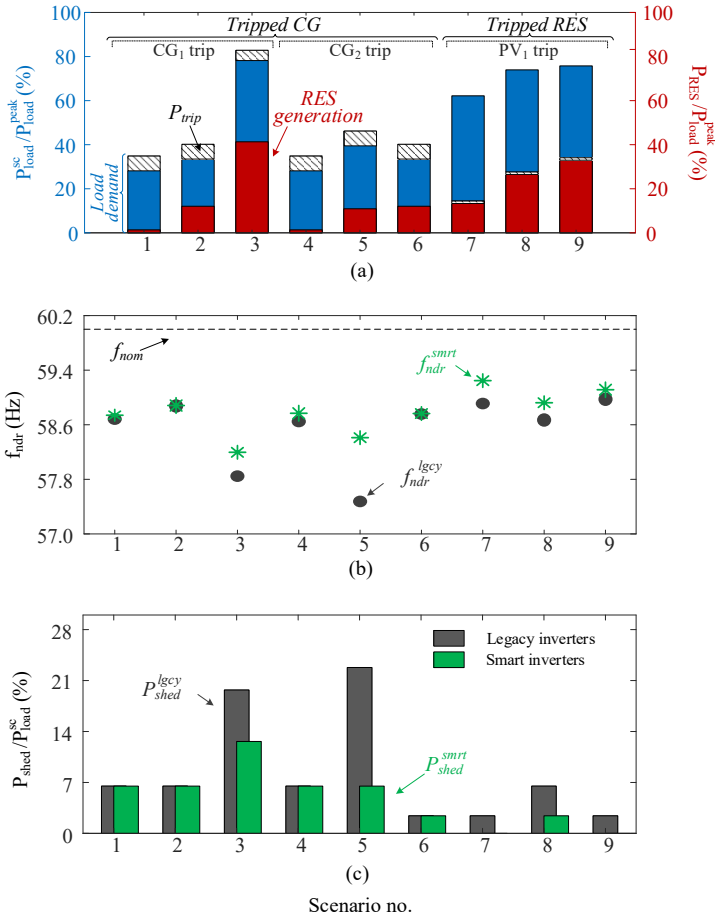 Tripped CG
Tripped RES
CG1 trip
CG2 trip
PV1 trip
100
80
60
40
20
0
P^sc_load/P^peak_load (%)
Load demand
P_trip
RES
generation
100
80
60
40
20
0
P_RES/P^peak_load (%)
1 2 3 4 5 6 7 8 9
(a)
60.2
59.4
58.6
57.8
57.0
f_ndr (Hz)
f_nom
f^smrt_ndr
f^lgcy_ndr
1 2 3 4 5 6 7 8 9
(b)
28
21
14
7
0
P_shed/P^sc_load (%)
Legacy inverters
Smart inverters
P^lgcy_shed
P^smrt_shed
1 2 3 4 5 6 7 8 9
(c)
Scenario no.